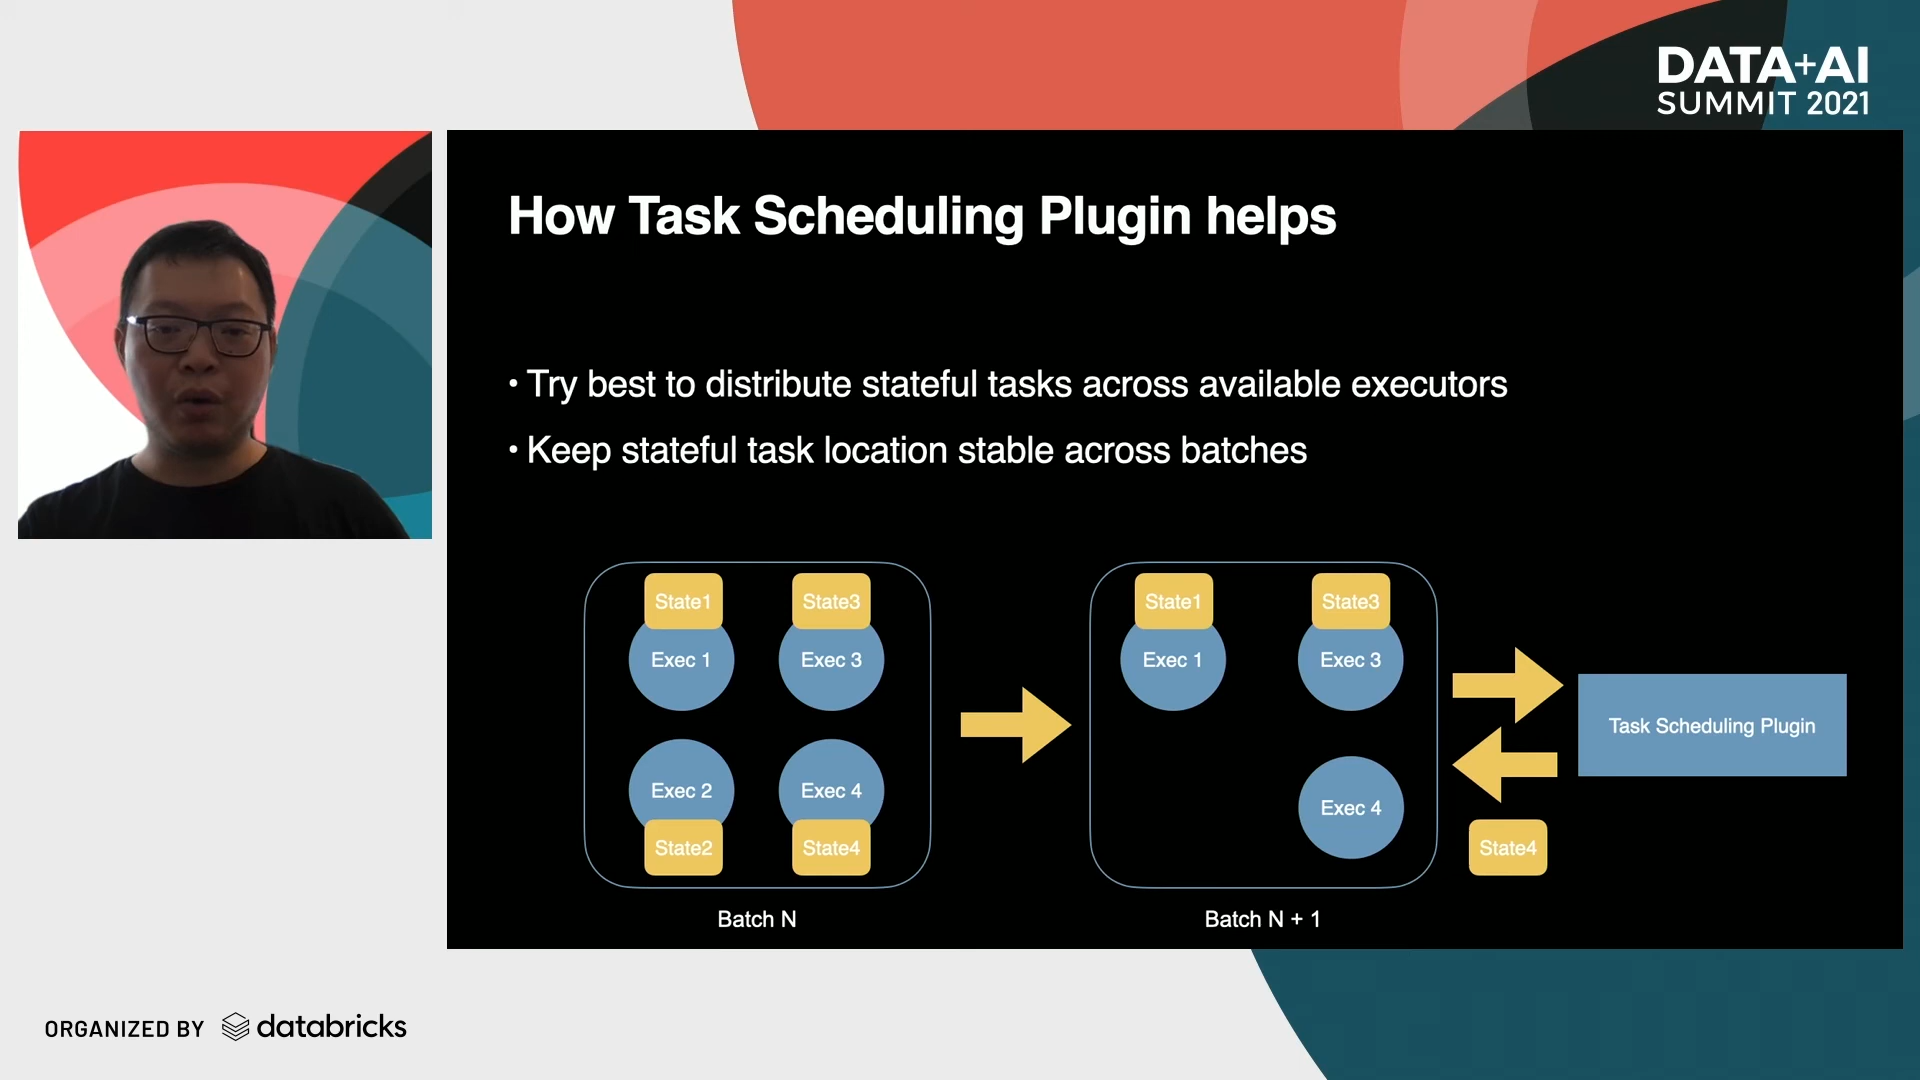 DATA+AI
SUMMIT 2021
How Task Scheduling Plugin helps
• Try best to distribute stateful tasks across available executors
• Keep stateful task location stable across batches
State1
State3
Exec 1
Exec 3
Exec 2
Exec 4
State2
State4
Batch N
State1
State3
Exec 1
Exec 3
Exec 4
Batch N + 1
Task Scheduling Plugin
State4
ORGANIZED BY databricks